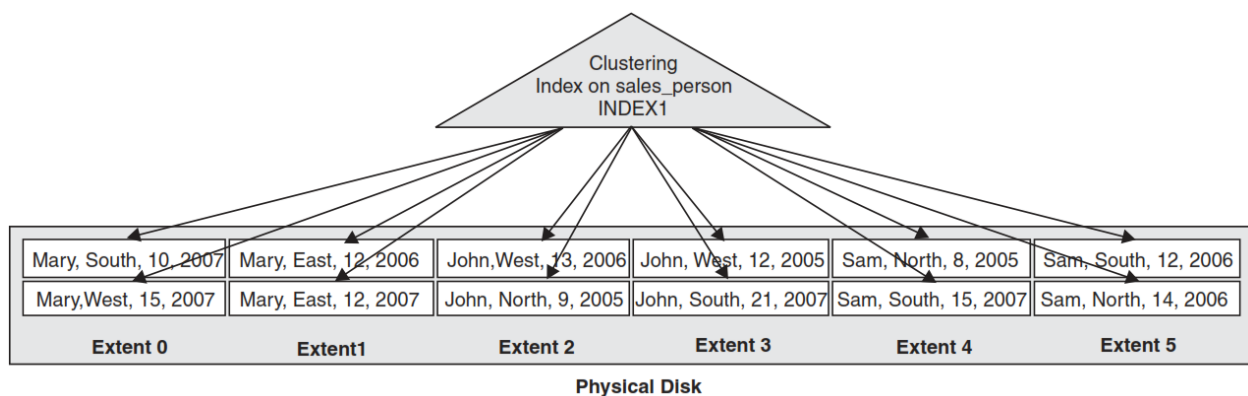 Clustering
Index on sales_person
INDEX1
Mary, South, 10, 2007
Mary, East, 12, 2006
John,West, 13, 2006
John, West, 12, 2005
Sam, North, 8, 2005
Sam, South, 12, 2006
Mary,West, 15, 2007
Mary, East, 12, 2007
John, North, 9, 2005
John, South, 21, 2007
Sam, South, 15, 2007
Sam, North, 14, 2006
Extent 0
Extent1
Extent 2
Extent 3
Extent 4
Extent 5
Physical Disk